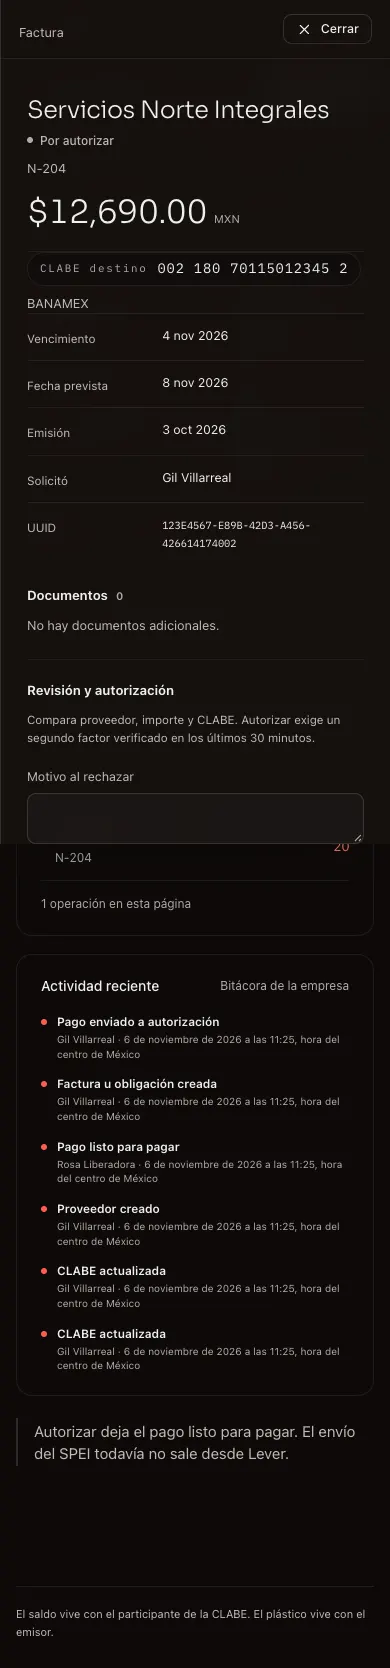 Factura
Cerrar
Servicios Norte Integrales
Por autorizar
N-204
$12,690.00 MXN
CLABE destino 002 180 70115012345 2
BANAMEX
Vencimiento 4 nov 2026
Fecha prevista 8 nov 2026
Emisión 3 oct 2026
Solicitó Gil Villarreal
UUID 123E4567-E89B-42D3-A456-
426614174002
Documentos 0
No hay documentos adicionales.
Revisión y autorización
Compara proveedor, importe y CLABE. Autorizar exige un
segundo factor verificado en los últimos 30 minutos.
Motivo al rechazar
20
N-204
1 operación en esta página
Actividad reciente Bitácora de la empresa
Pago enviado a autorización
Gil Villarreal · 6 de noviembre de 2026 a las 11:25, hora del
centro de México
Factura u obligación creada
Gil Villarreal · 6 de noviembre de 2026 a las 11:25, hora del
centro de México
Pago listo para pagar
Rosa Liberadora · 6 de noviembre de 2026 a las 11:25, hora
del centro de México
Proveedor creado
Gil Villarreal · 6 de noviembre de 2026 a las 11:25, hora del
centro de México
CLABE actualizada
Gil Villarreal · 6 de noviembre de 2026 a las 11:25, hora del
centro de México
CLABE actualizada
Gil Villarreal · 6 de noviembre de 2026 a las 11:25, hora del
centro de México
Autorizar deja el pago listo para pagar. El envío
del SPEI todavía no sale desde Lever.
El saldo vive con el participante de la CLABE. El plástico vive con el
emisor.